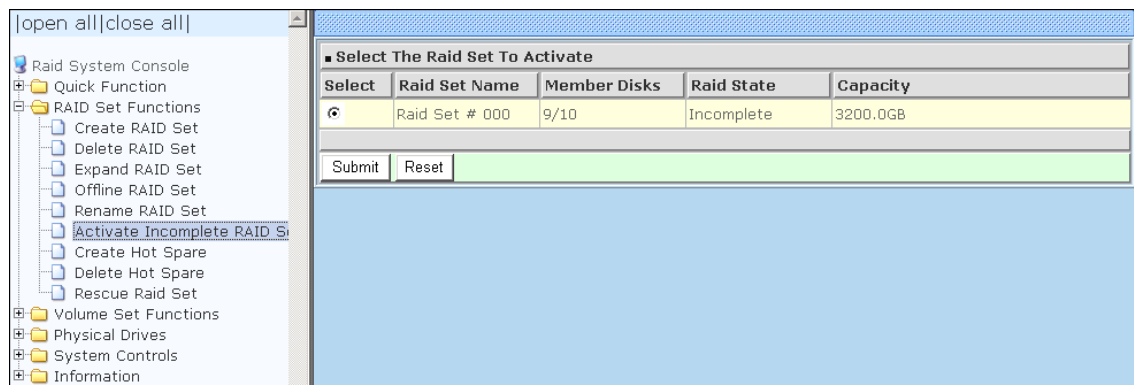 |open all|close all|
Raid System Console
Quick Function
RAID Set Functions
Create RAID Set
Delete RAID Set
Expand RAID Set
Offline RAID Set
Rename RAID Set
Activate Incomplete RAID Se
Create Hot Spare
Delete Hot Spare
Rescue Raid Set
Volume Set Functions
Physical Drives
System Controls
Information
Select The Raid Set To Activate
Select Raid Set Name Member Disks Raid State Capacity
Raid Set # 000 9/10 Incomplete 3200.0GB
Submit Reset